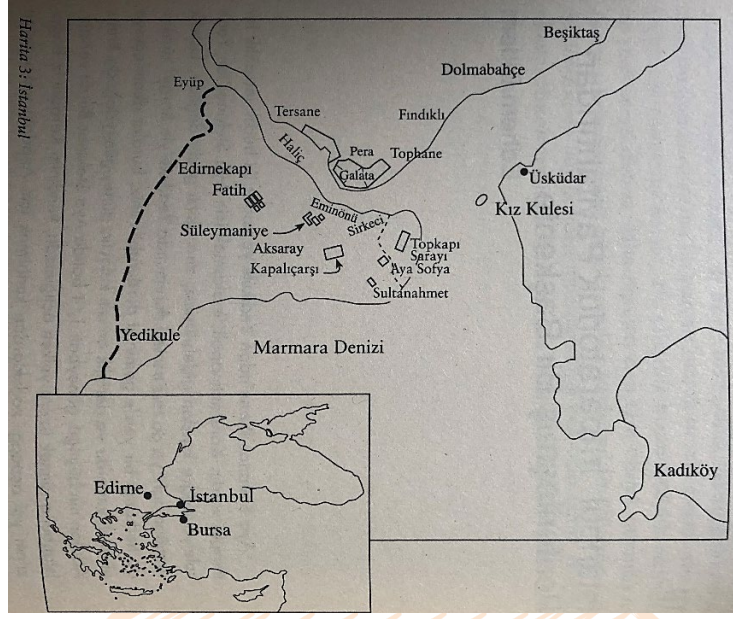 Harita 3: İstanbul
Beşiktaş
Dolmabahçe
Eyüp
Tersane
Fındıklı
Haliç
Pera
Tophane
Galata
Edirnekapı
Fatih
Üsküdar
Kız Kulesi
Süleymaniye
Eminönü
Sirkeci
Aksaray
Kapalıçarşı
Topkapı
Sarayı
Aya Sofya
Sultanahmet
Yedikule
Marmara Denizi
Kadıköy
Edirne
İstanbul
Bursa